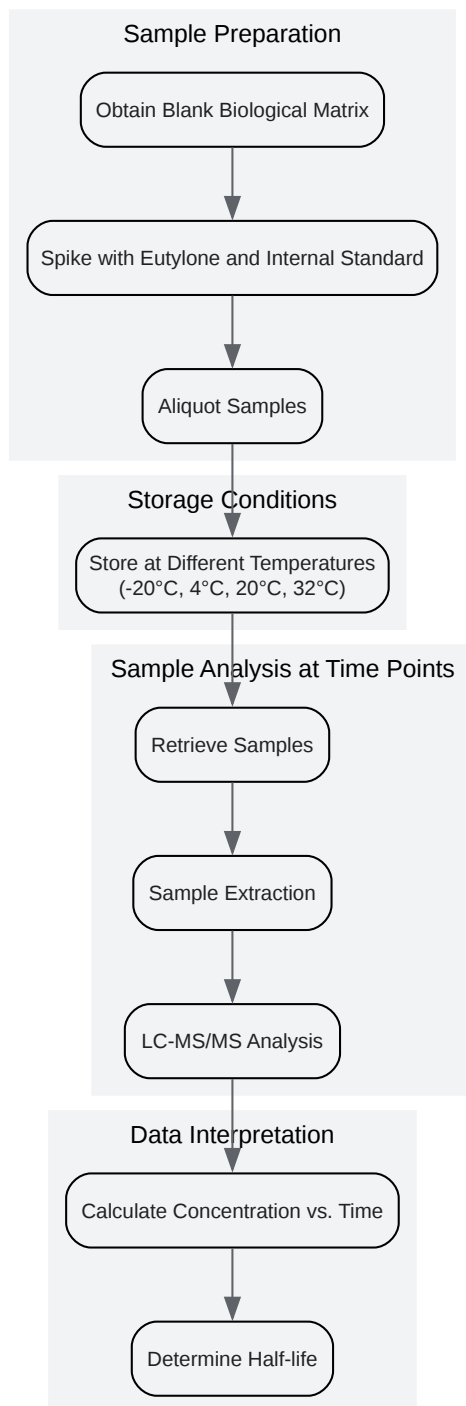 Sample Preparation
Obtain Blank Biological Matrix
Spike with Eutylone and Internal Standard
Aliquot Samples
Storage Conditions
Store at Different Temperatures
(-20°C, 4°C, 20°C, 32°C)
Sample Analysis at Time Points
Retrieve Samples
Sample Extraction
LC-MS/MS Analysis
Data Interpretation
Calculate Concentration vs. Time
Determine Half-life